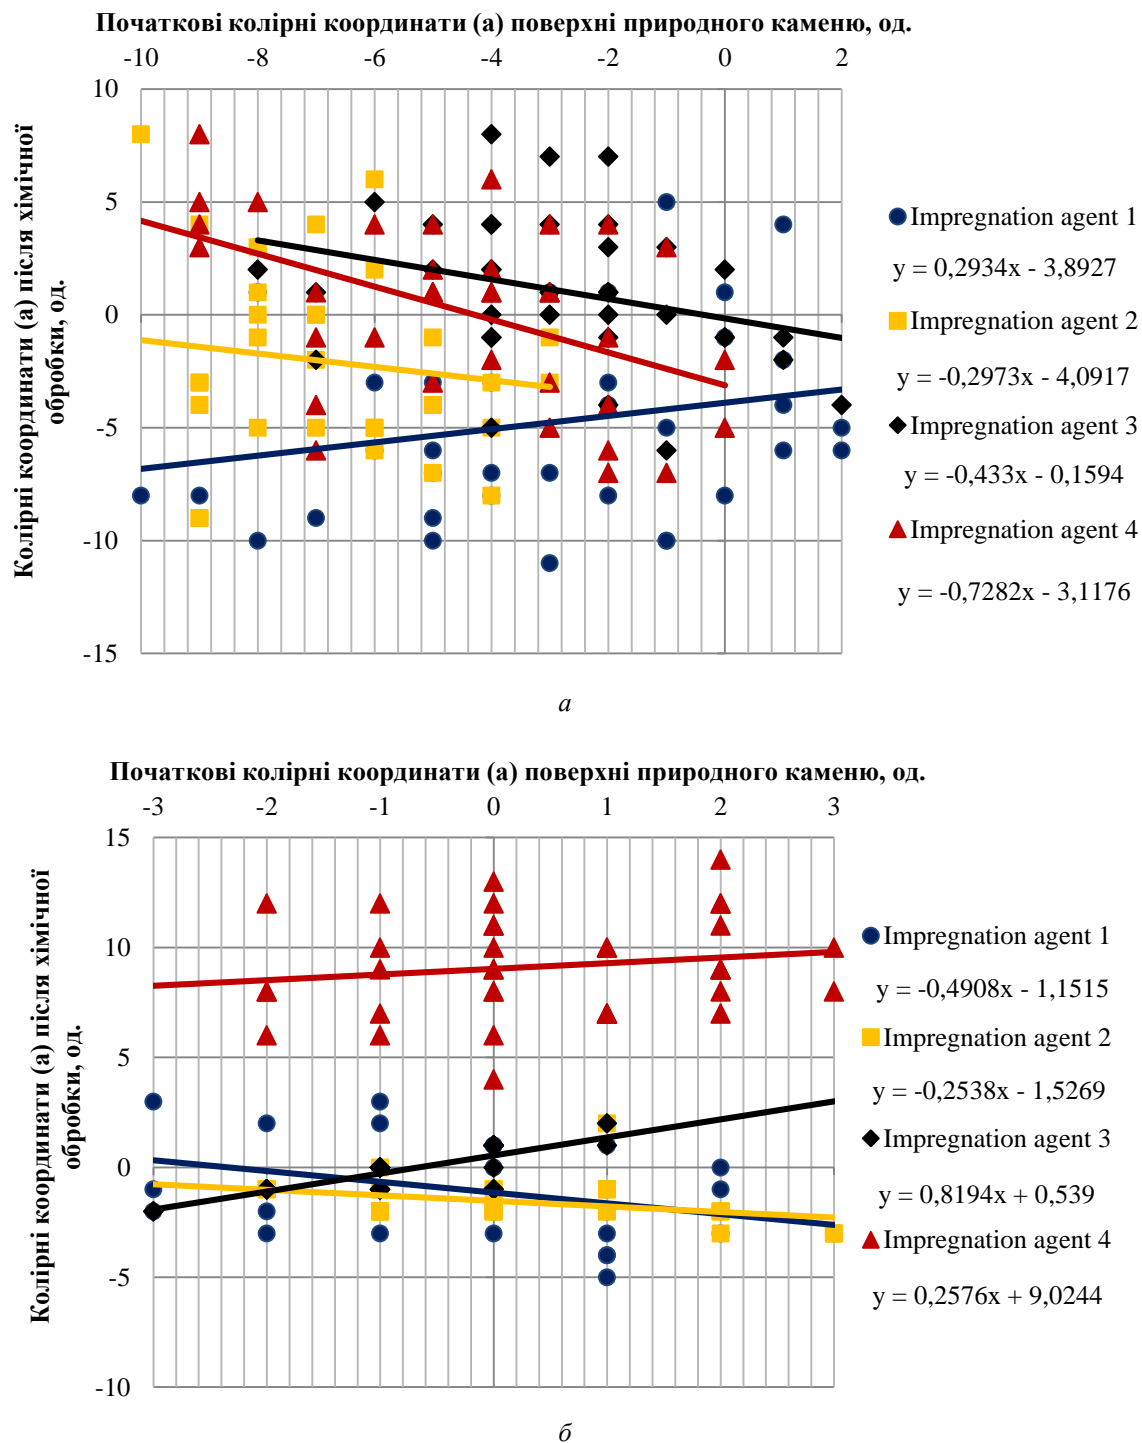 Початкові колірні координати (а) поверхні природного каменю, од.
-10 -8 -6 -4 -2 0 2
10
5
0
-5
-10
-15
Колірні координати (а) після хімічної
обробки, од.
Impregnation agent 1
y = 0,2934x - 3,8927
Impregnation agent 2
y = -0,2973x - 4,0917
Impregnation agent 3
y = -0,433x - 0,1594
Impregnation agent 4
y = -0,7282x - 3,1176
а
Початкові колірні координати (а) поверхні природного каменю, од.
-3 -2 -1 0 1 2 3
15
10
5
0
-5
-10
Колірні координати (а) після хімічної
обробки, од.
Impregnation agent 1
y = -0,4908x - 1,1515
Impregnation agent 2
y = -0,2538x - 1,5269
Impregnation agent 3
y = 0,8194x + 0,539
Impregnation agent 4
y = 0,2576x + 9,0244
б